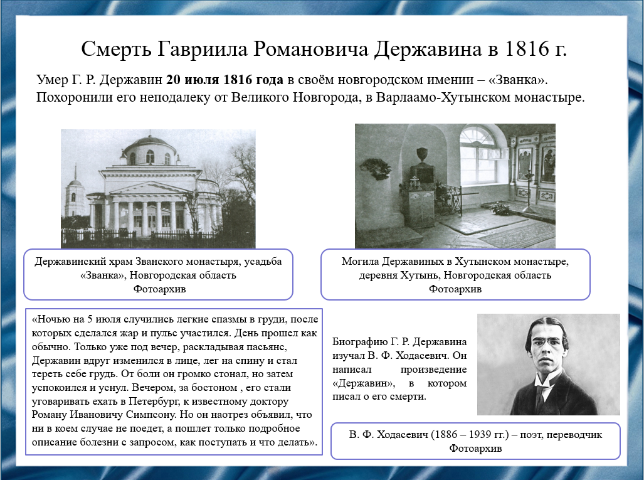 Смерть Гавриила Романовича Державина в 1816 г.
Умер Г. Р. Державин 20 июля 1816 года в своём новгородском имении – «Званка».
Похоронили его неподалеку от Великого Новгорода, в Варлаамо-Хутынском монастыре.
Державинский храм Званского монастыря, усадьба
«Званка», Новгородская область
Фотоархив
Могила Державиных в Хутынском монастыре,
деревня Хутынь, Новгородская область
Фотоархив
«Ночью на 5 июля случились легкие спазмы в груди, после
которых сделался жар и пульс участился. День прошел как
обычно. Только уже под вечер, раскладывая пасьянс,
Державин вдруг изменился в лице, лег на спину и стал
тереть себе грудь. От боли он громко стонал, но затем
успокоился и уснул. Вечером, за бостоном , его стали
уговаривать ехать в Петербург, к известному доктору
Роману Ивановичу Симпсону. Но он наотрез объявил, что
ни в коем случае не поедет, а пошлет только подробное
описание болезни с запросом, как поступать и что делать».
Биографию Г. Р. Державина
изучал В. Ф. Ходасевич. Он
написал произведение
«Державин», в котором
писал о его смерти.
В. Ф. Ходасевич (1886 – 1939 гг.) – поэт, переводчик
Фотоархив